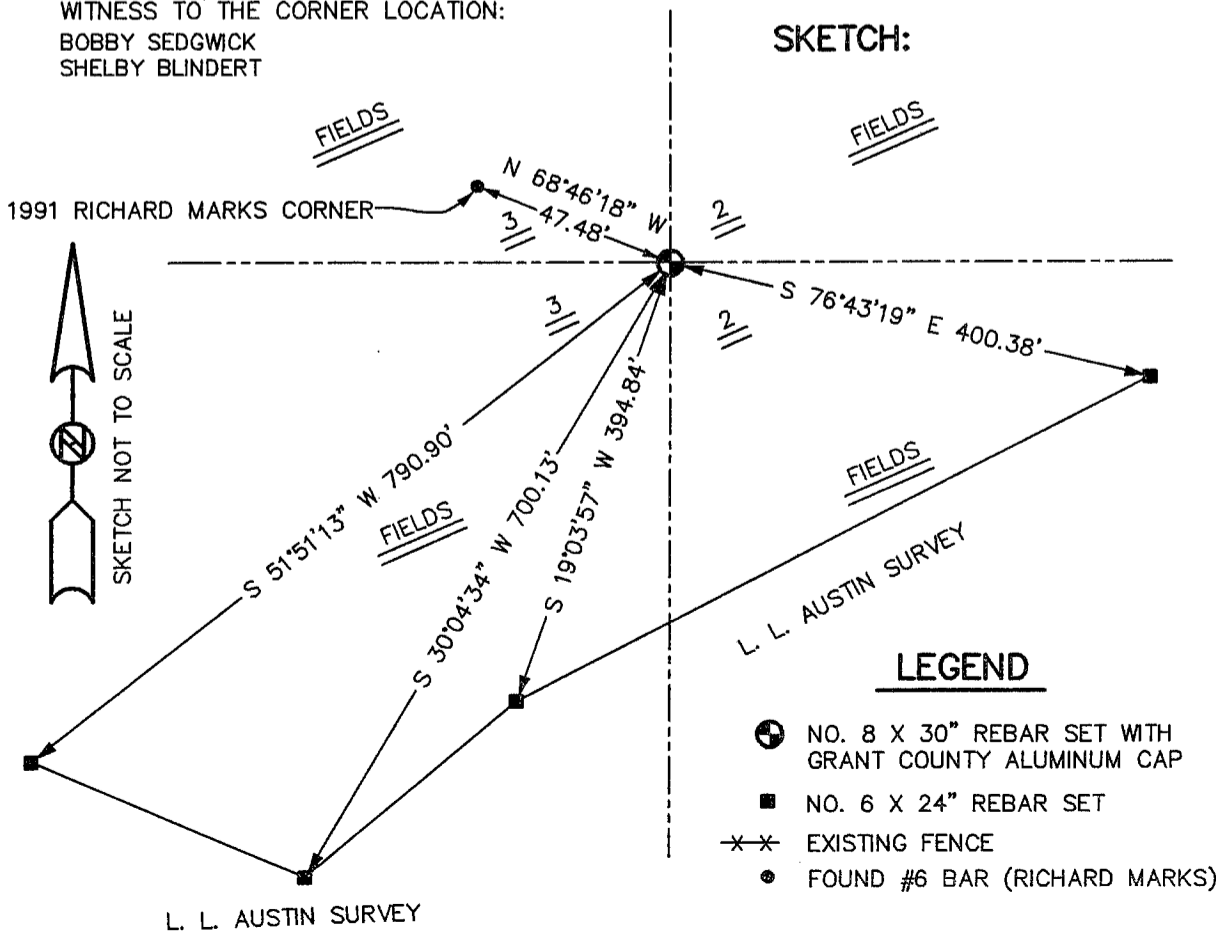 WITNESS TO THE CORNER LOCATION:
BOBBY SEDGWICK
SHELBY BLINDERT
SKETCH:
FIELDS
FIELDS
N 68°46'18" W
47.48'
1991 RICHARD MARKS CORNER
3
2
3
2
S 76°43'19" E 400.38'
N
SKETCH NOT TO SCALE
S 51°51'13" W 790.90'
S 30°04'34" W 700.13'
S 19°03'57" W 394.84'
FIELDS
FIELDS
L. L. AUSTIN SURVEY
L. L. AUSTIN SURVEY
LEGEND
NO. 8 X 30" REBAR SET WITH
GRANT COUNTY ALUMINUM CAP
NO. 6 X 24" REBAR SET
EXISTING FENCE
FOUND #6 BAR (RICHARD MARKS)